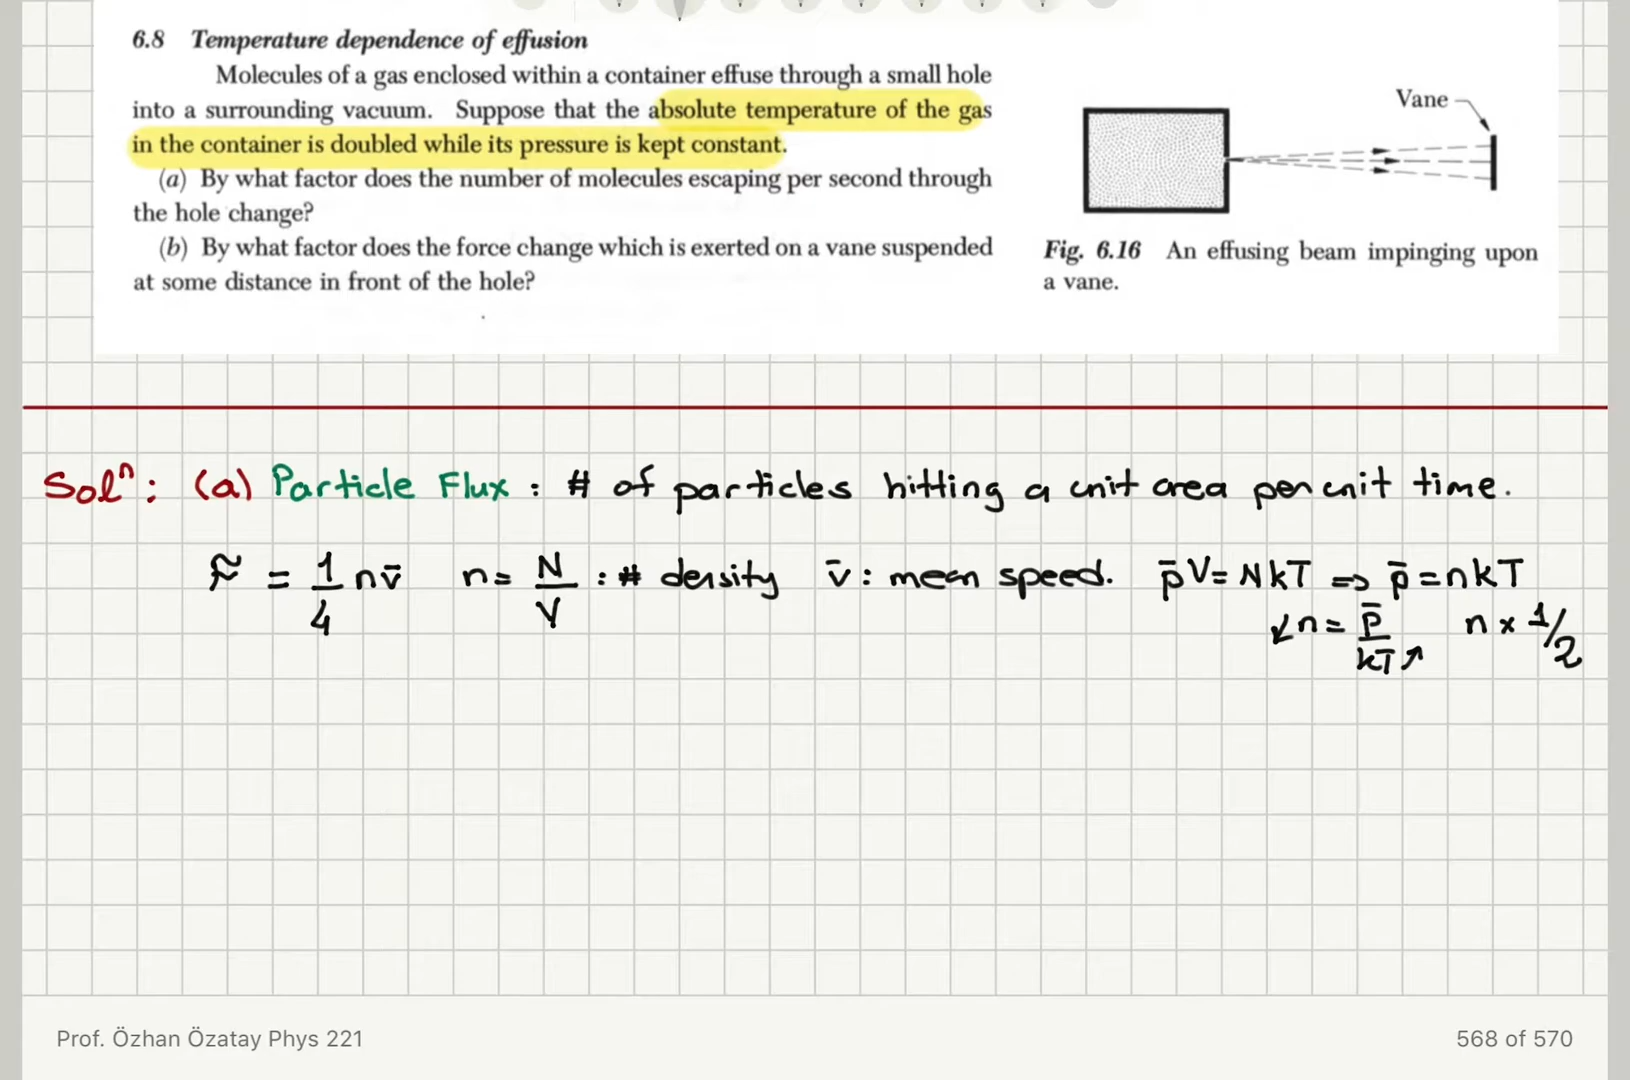 6.8 Temperature dependence of effusion
Molecules of a gas enclosed within a container effuse through a small hole
into a surrounding vacuum. Suppose that the absolute temperature of the gas
in the container is doubled while its pressure is kept constant.
(a) By what factor does the number of molecules escaping per second through
the hole change?
(b) By what factor does the force change which is exerted on a vane suspended
at some distance in front of the hole?
Vane
Fig. 6.16 An effusing beam impinging upon
a vane.
Solⁿ: (a) Particle Flux : # of particles hitting a unit area per unit time.
= 1/4 n v̄ n = N/V : # density v̄ : mean speed. p̄V = NkT => p̄ = nkT
↙n = p̄/kT↗ n x 1/2
Prof. Özhan Özatay Phys 221
568 of 570